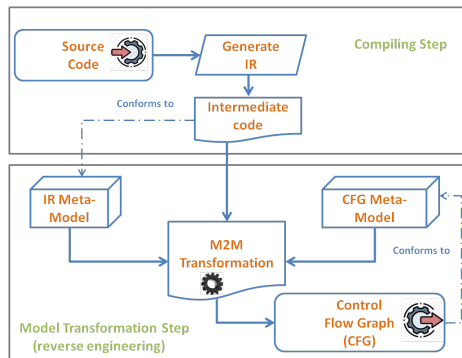 Source
Code
Generate
IR
Compiling Step
Conforms to
Intermediate
code
IR Meta-
Model
CFG Meta-
Model
M2M
Transformation
Conforms to
Control
Flow Graph
(CFG)
Model Transformation Step
(reverse engineering)